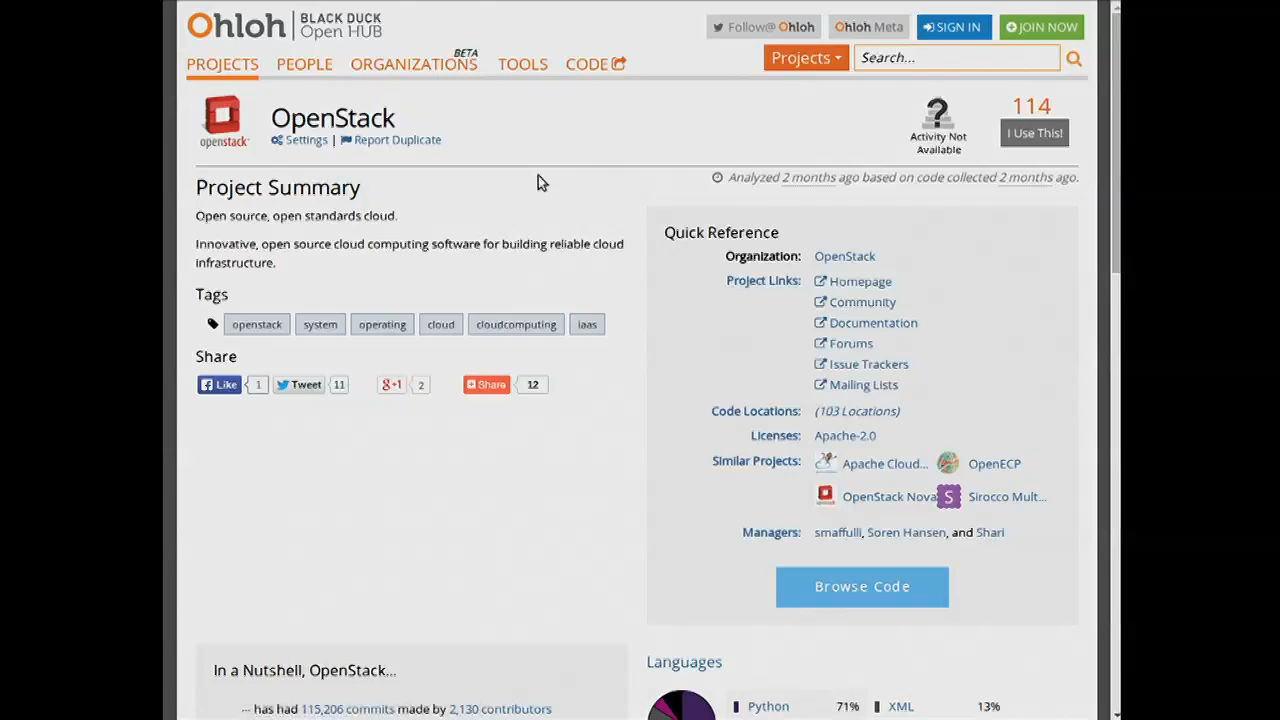 Ohloh BLACK DUCK Open HUB
Follow@ Ohloh Ohloh Meta SIGN IN JOIN NOW
PROJECTS PEOPLE ORGANIZATIONS BETA TOOLS CODE
Projects Search...
openstack
OpenStack
Settings | Report Duplicate
Activity Not Available
114
I Use This!
Analyzed 2 months ago based on code collected 2 months ago.
Project Summary
Open source, open standards cloud.
Innovative, open source cloud computing software for building reliable cloud
infrastructure.
Tags
openstack system operating cloud cloudcomputing iaas
Share
f Like 1 Tweet 11 g+1 2 Share 12
Quick Reference
Organization: OpenStack
Project Links: Homepage
Community
Documentation
Forums
Issue Trackers
Mailing Lists
Code Locations: (103 Locations)
Licenses: Apache-2.0
Similar Projects: Apache Cloud... OpenECP
OpenStack Nova S Sirocco Mult...
Managers: smaffulli, Soren Hansen, and Shari
Browse Code
In a Nutshell, OpenStack...
... has had 115,206 commits made by 2,130 contributors
Languages
Python 71% XML 13%